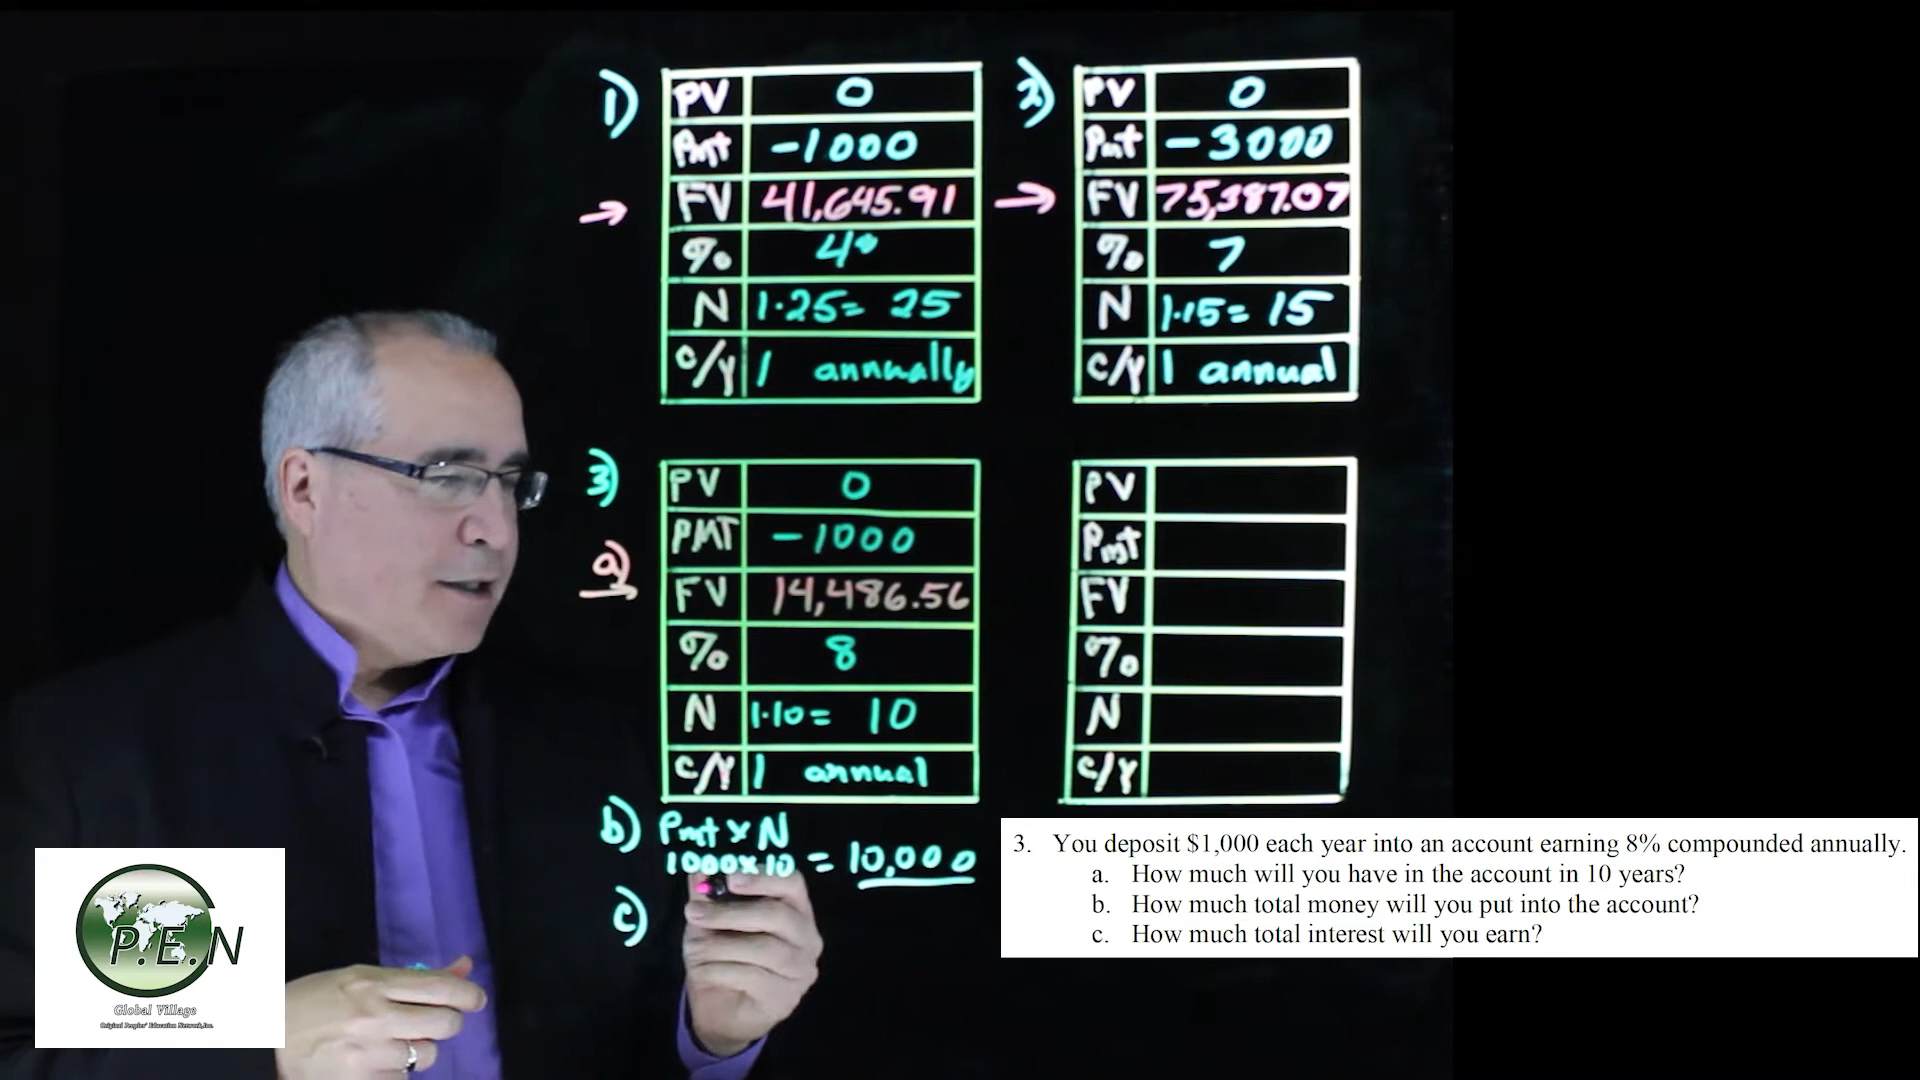 1)
PV 0
Pmt -1000
FV 41,645.91
% 4
N 1·25= 25
c/y 1 annually
2)
PV 0
Pmt -3000
FV 75,387.07
% 7
N 1·15= 15
c/y 1 annual
3)
PV 0
PMT -1000
a)
FV 14,486.56
% 8
N 1·10= 10
c/y 1 annual
PV
Pmt
FV
%
N
c/y
b) Pmt x N
1000x10 = 10,000
c)
3. You deposit $1,000 each year into an account earning 8% compounded annually.
a. How much will you have in the account in 10 years?
b. How much total money will you put into the account?
c. How much total interest will you earn?
P.E.N
Global Village
Original Peoples' Education Network,Inc.